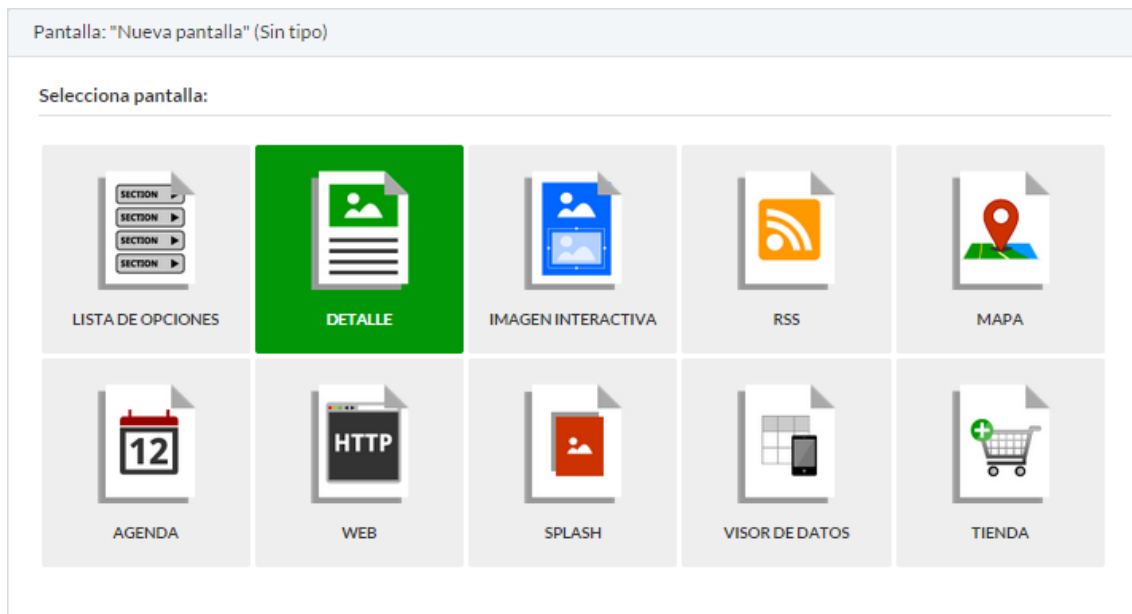 Pantalla: "Nueva pantalla" (Sin tipo)
Selecciona pantalla:
SECTION
SECTION
SECTION
SECTION
LISTA DE OPCIONES
DETALLE
IMAGEN INTERACTIVA
RSS
MAPA
12
HTTP
AGENDA
WEB
SPLASH
VISOR DE DATOS
TIENDA